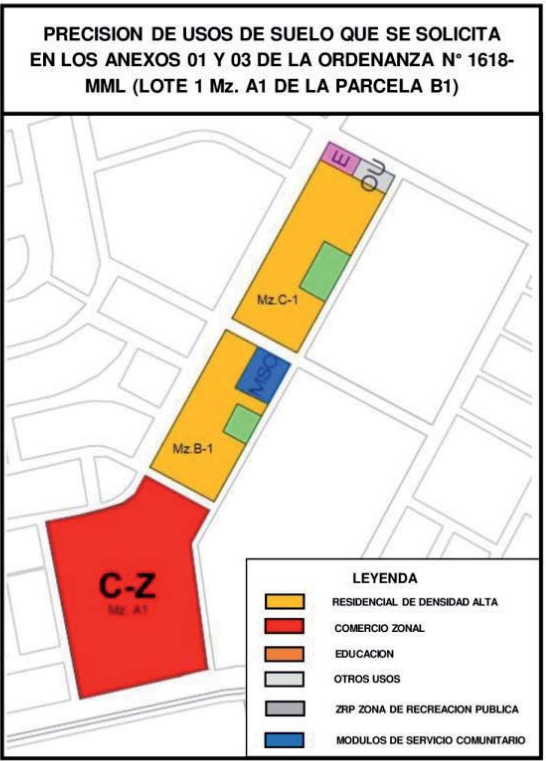 PRECISION DE USOS DE SUELO QUE SE SOLICITA
EN LOS ANEXOS 01 Y 03 DE LA ORDENANZA N° 1618-
MML (LOTE 1 Mz. A1 DE LA PARCELA B1)
E
OU
Mz.C-1
MSC
Mz.B-1
C-Z
Mz. A1
LEYENDA
RESIDENCIAL DE DENSIDAD ALTA
COMERCIO ZONAL
EDUCACION
OTROS USOS
ZRP ZONA DE RECREACION PUBLICA
MODULOS DE SERVICIO COMUNITARIO